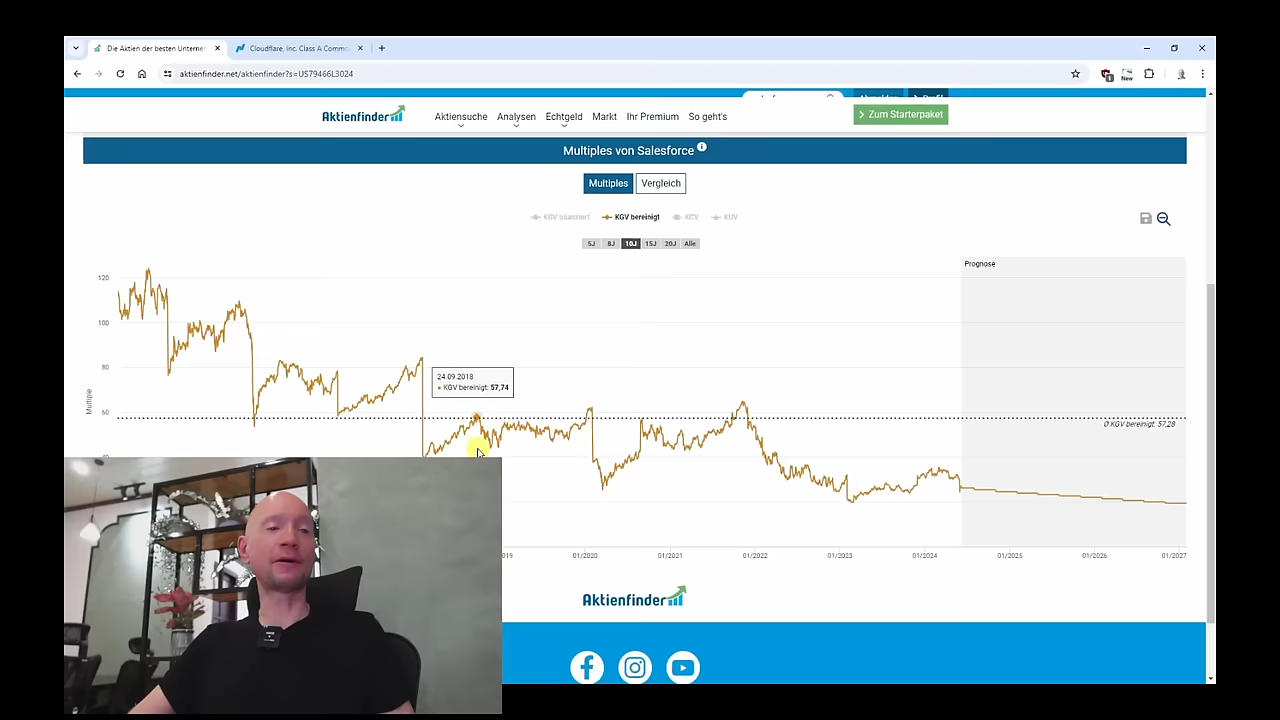 Die Aktien der besten Unterne
Cloudflare, Inc. Class A Commo
aktienfinder.net/aktienfinder?s=US79466L3024
New
Aktienfinder
Aktiensuche
Analysen
Echtgeld
Markt
Ihr Premium
So geht's
Zum Starterpaket
Multiples von Salesforce
Multiples
Vergleich
KGV bilanziert
KGV bereinigt
KCV
KUV
5J
8J
10J
15J
20J
Alle
Prognose
120
100
80
60
Multiple
24.09.2018
KGV bereinigt: 57,74
Ø KGV bereinigt: 57,28
01/2020
01/2021
01/2022
01/2023
01/2024
01/2025
01/2026
01/2027
Aktienfinder